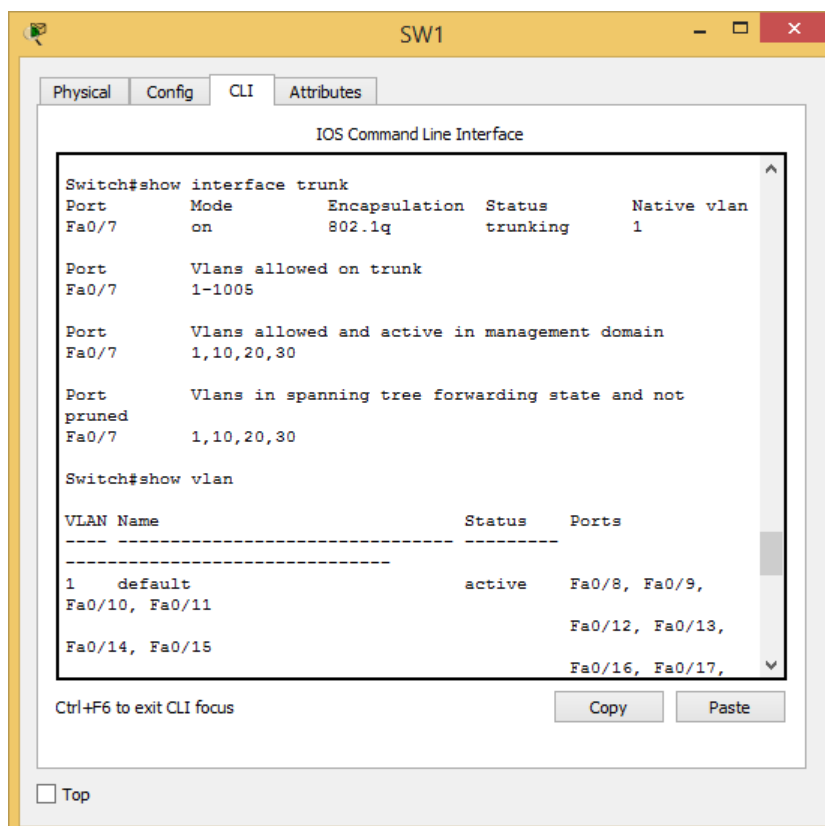 SW1
Physical Config CLI Attributes
IOS Command Line Interface
Switch#show interface trunk
Port Mode Encapsulation Status Native vlan
Fa0/7 on 802.1q trunking 1
Port Vlans allowed on trunk
Fa0/7 1-1005
Port Vlans allowed and active in management domain
Fa0/7 1,10,20,30
Port Vlans in spanning tree forwarding state and not
pruned
Fa0/7 1,10,20,30
Switch#show vlan
VLAN Name Status Ports
---- -------------------------------- ---------
-------------------------------
1 default active Fa0/8, Fa0/9,
Fa0/10, Fa0/11
Fa0/12, Fa0/13,
Fa0/14, Fa0/15
Fa0/16, Fa0/17,
Ctrl+F6 to exit CLI focus
Copy Paste
Top